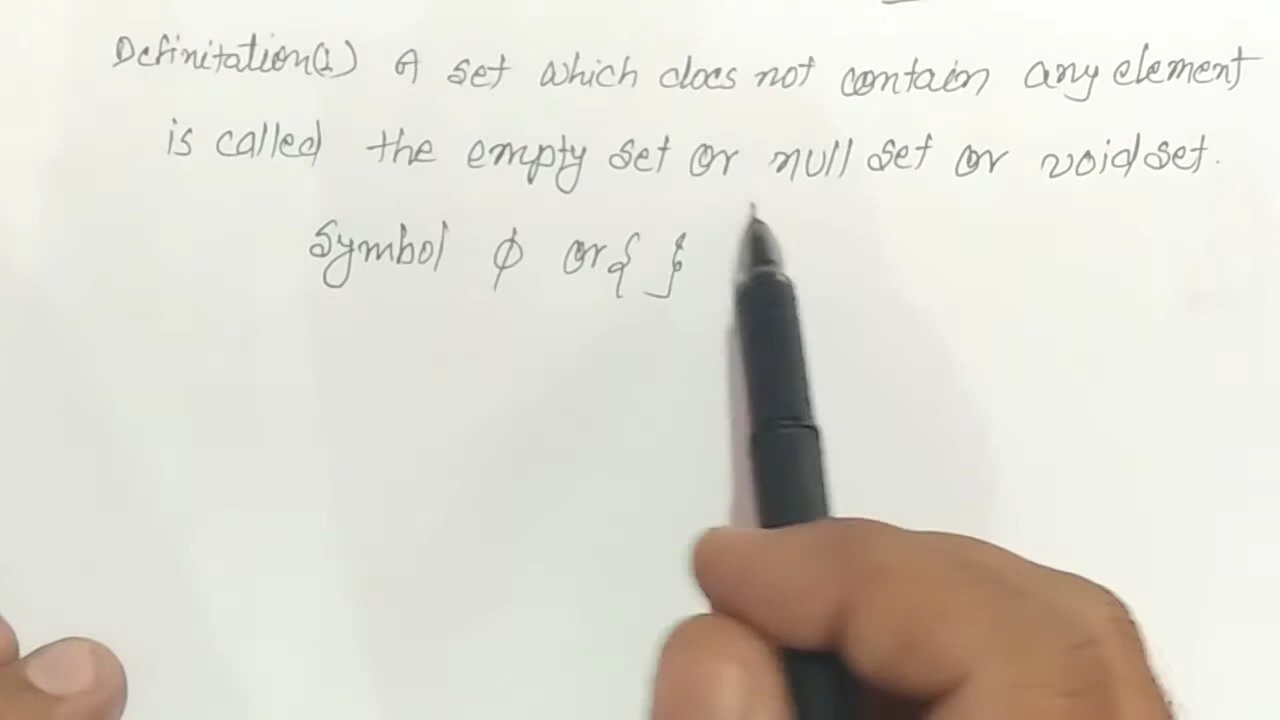 Definitation(1) A set which does not contain any element
is called the empty set or null set or void set.
Symbol ϕ or { }